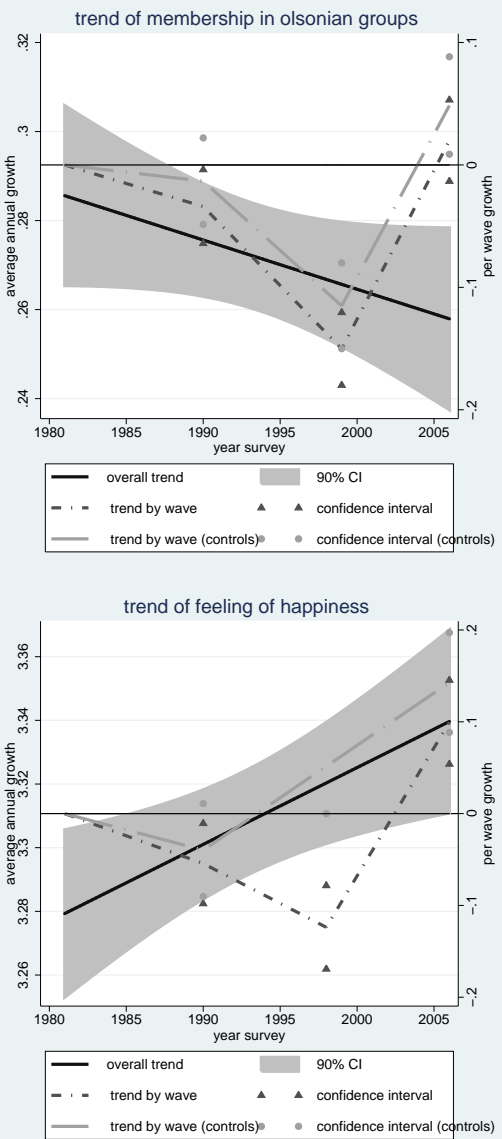 trend of membership in olsonian groups
.32
.3
.28
.26
.24
average annual growth
.1
0
-.1
-.2
per wave growth
1980 1985 1990 1995 2000 2005
year survey
overall trend 90% CI
trend by wave confidence interval
trend by wave (controls) confidence interval (controls)
trend of feeling of happiness
3.36
3.34
3.32
3.3
3.28
3.26
average annual growth
.2
.1
0
-.1
-.2
per wave growth
1980 1985 1990 1995 2000 2005
year survey
overall trend 90% CI
trend by wave confidence interval
trend by wave (controls) confidence interval (controls)